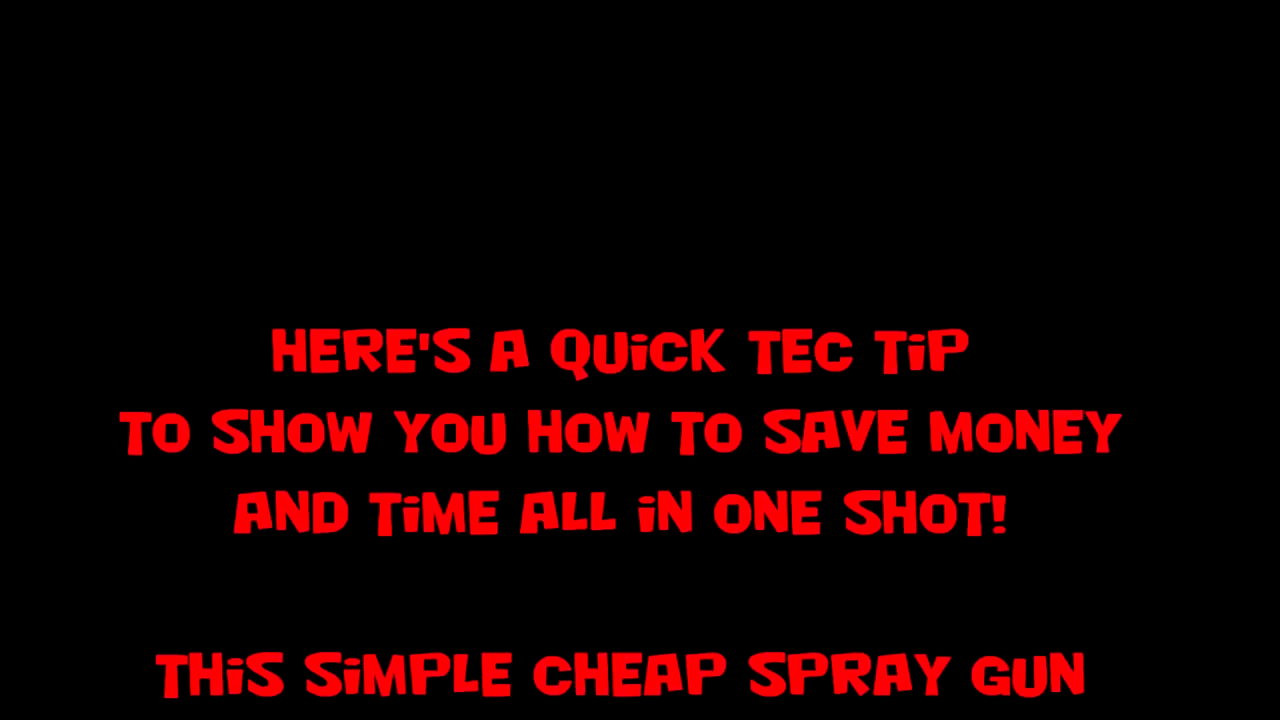 HERE'S A QUiCK TEC TiP
TO SHOW YOU HOW TO SAVE MONEY
AND TiME ALL iN ONE SHOT!
THiS SiMPLE CHEAP SPRAY GUN